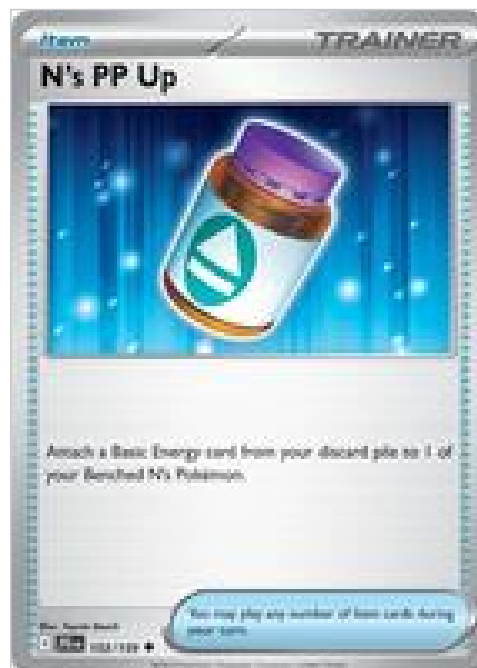 Item
TRAINER
N's PP Up
Attach a Basic Energy card from your discard pile to 1 of
your Benched N's Pokémon.
You may play any number of Item cards during
your turn.